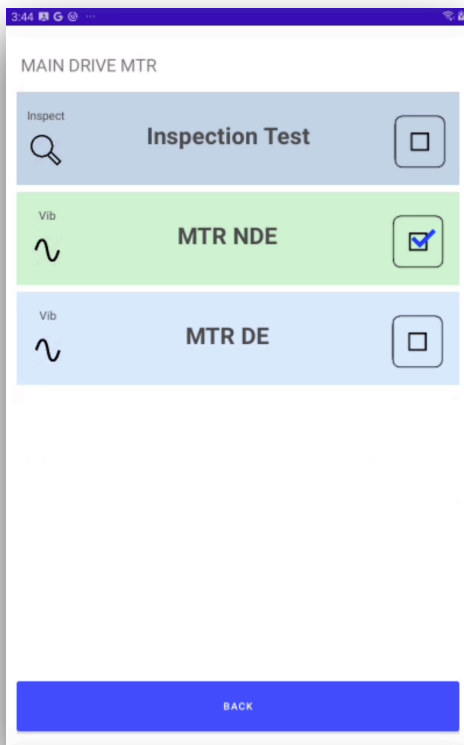 3:44 G
MAIN DRIVE MTR
Inspect
Inspection Test
Vib
MTR NDE
Vib
MTR DE
BACK